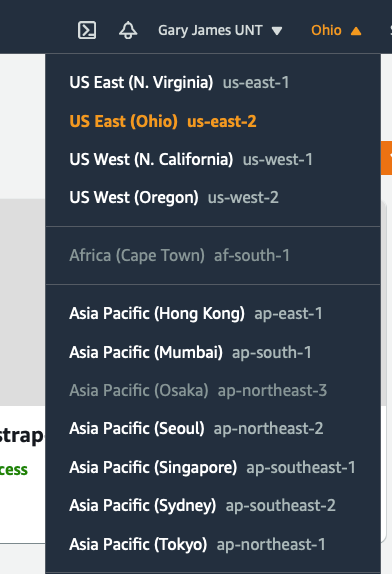 Gary James UNT ▼ Ohio ▲
US East (N. Virginia) us-east-1
US East (Ohio) us-east-2
US West (N. California) us-west-1
US West (Oregon) us-west-2
Africa (Cape Town) af-south-1
Asia Pacific (Hong Kong) ap-east-1
Asia Pacific (Mumbai) ap-south-1
Asia Pacific (Osaka) ap-northeast-3
Asia Pacific (Seoul) ap-northeast-2
strap
Asia Pacific (Singapore) ap-southeast-1
cess
Asia Pacific (Sydney) ap-southeast-2
Asia Pacific (Tokyo) ap-northeast-1